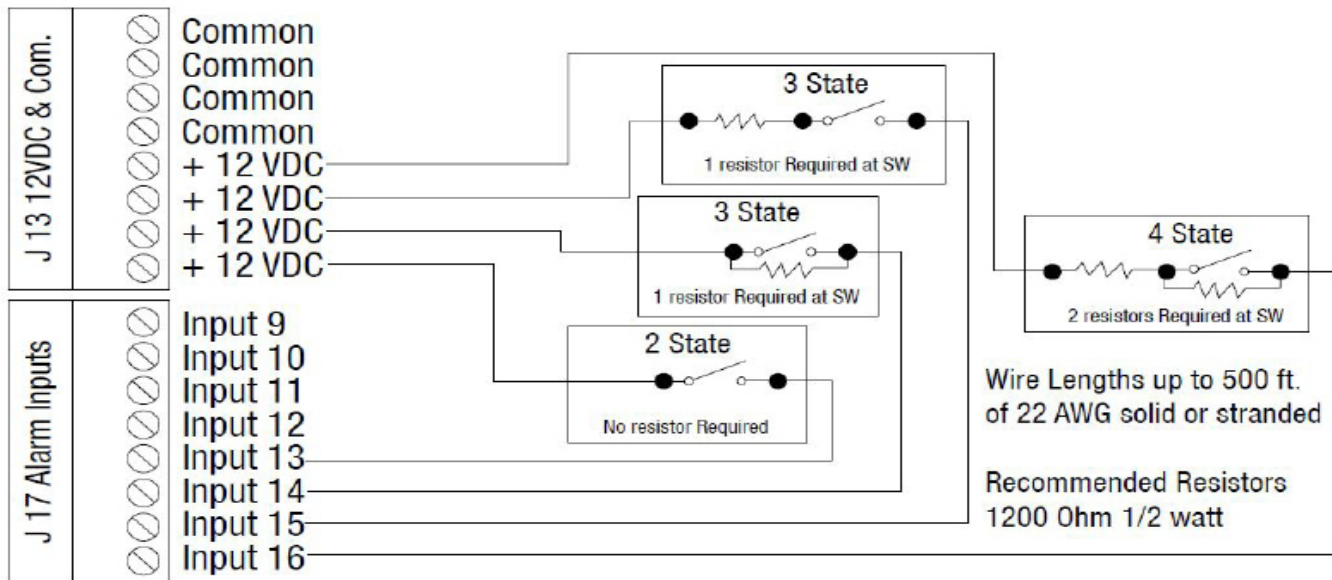 J 13 12VDC & Com.
Common
Common
Common
Common
+ 12 VDC
+ 12 VDC
+ 12 VDC
+ 12 VDC
J 17 Alarm Inputs
Input 9
Input 10
Input 11
Input 12
Input 13
Input 14
Input 15
Input 16
3 State
1 resistor Required at SW
3 State
1 resistor Required at SW
2 State
No resistor Required
4 State
2 resistors Required at SW
Wire Lengths up to 500 ft.
of 22 AWG solid or stranded
Recommended Resistors
1200 Ohm 1/2 watt